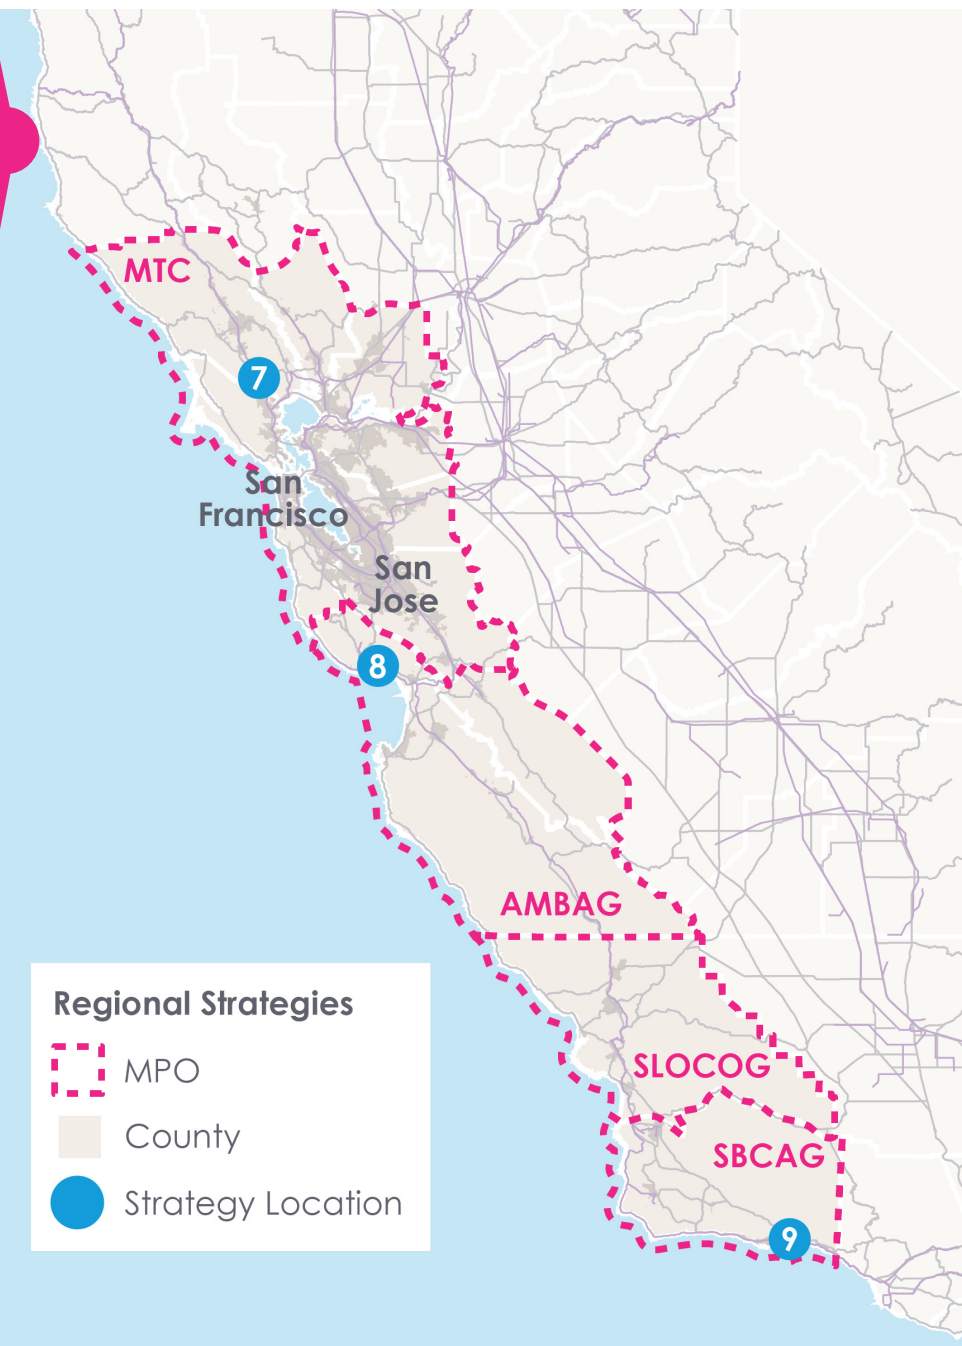 MTC
7
San
Francisco
San
Jose
8
AMBAG
SLOCOG
SBCAG
9
Regional Strategies
MPO
County
Strategy Location